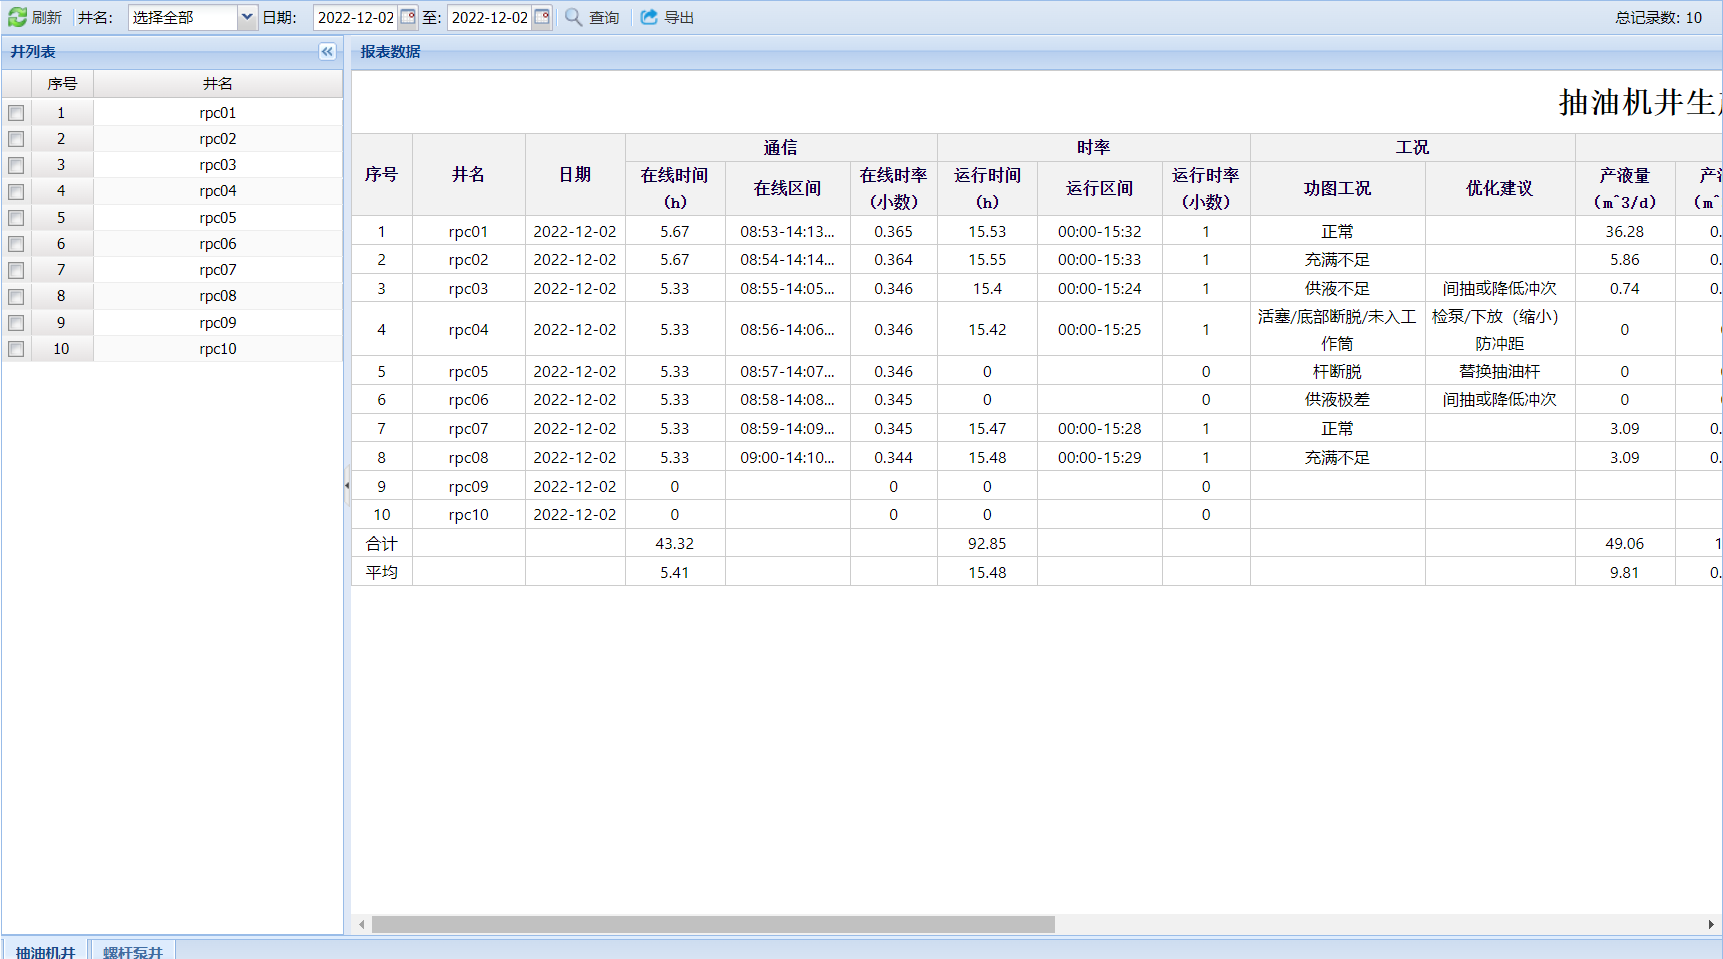 刷新 井名: 选择全部 日期: 2022-12-02 至: 2022-12-02 查询 导出 总记录数: 10
井列表
序号 井名
1 rpc01
2 rpc02
3 rpc03
4 rpc04
5 rpc05
6 rpc06
7 rpc07
8 rpc08
9 rpc09
10 rpc10
报表数据
抽油机井生
序号 井名 日期 通信 时率 工况
在线时间(h) 在线区间 在线时率(小数) 运行时间(h) 运行区间 运行时率(小数) 功图工况 优化建议 产液量(m^3/d) 产 (m^
1 rpc01 2022-12-02 5.67 08:53-14:13... 0.365 15.53 00:00-15:32 1 正常 36.28 0.
2 rpc02 2022-12-02 5.67 08:54-14:14... 0.364 15.55 00:00-15:33 1 充满不足 5.86 0.
3 rpc03 2022-12-02 5.33 08:55-14:05... 0.346 15.4 00:00-15:24 1 供液不足 间抽或降低冲次 0.74 0.
4 rpc04 2022-12-02 5.33 08:56-14:06... 0.346 15.42 00:00-15:25 1 活塞/底部断脱/未入工作筒 检泵/下放（缩小）防冲距 0
5 rpc05 2022-12-02 5.33 08:57-14:07... 0.346 0 0 杆断脱 替换抽油杆 0
6 rpc06 2022-12-02 5.33 08:58-14:08... 0.345 0 0 供液极差 间抽或降低冲次 0
7 rpc07 2022-12-02 5.33 08:59-14:09... 0.345 15.47 00:00-15:28 1 正常 3.09 0.
8 rpc08 2022-12-02 5.33 09:00-14:10... 0.344 15.48 00:00-15:29 1 充满不足 3.09 0.
9 rpc09 2022-12-02 0 0 0 0
10 rpc10 2022-12-02 0 0 0 0
合计 43.32 92.85 49.06 1
平均 5.41 15.48 9.81 0.
抽油机井 螺杆泵井